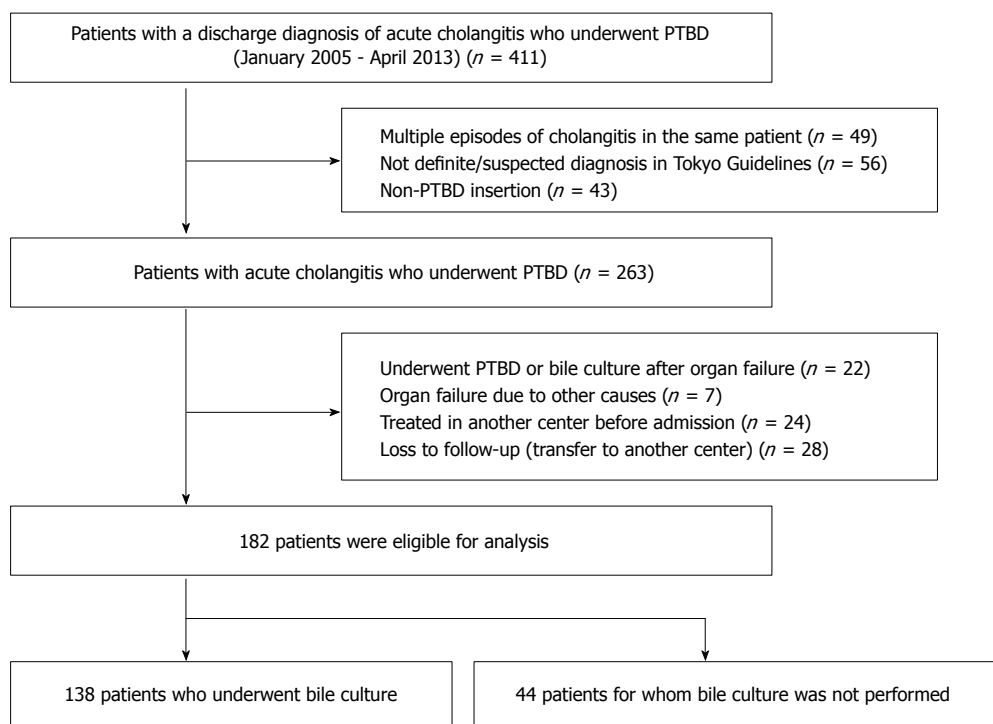 Patients with a discharge diagnosis of acute cholangitis who underwent PTBD
(January 2005 - April 2013) (n = 411)
Multiple episodes of cholangitis in the same patient (n = 49)
Not definite/suspected diagnosis in Tokyo Guidelines (n = 56)
Non-PTBD insertion (n = 43)
Patients with acute cholangitis who underwent PTBD (n = 263)
Underwent PTBD or bile culture after organ failure (n = 22)
Organ failure due to other causes (n = 7)
Treated in another center before admission (n = 24)
Loss to follow-up (transfer to another center) (n = 28)
182 patients were eligible for analysis
138 patients who underwent bile culture
44 patients for whom bile culture was not performed